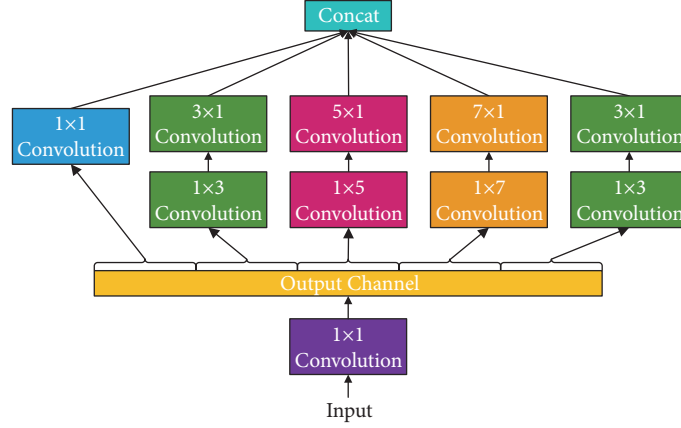 Concat
1×1
Convolution
3×1
Convolution
5×1
Convolution
7×1
Convolution
3×1
Convolution
1×3
Convolution
1×5
Convolution
1×7
Convolution
1×3
Convolution
Output Channel
1×1
Convolution
Input